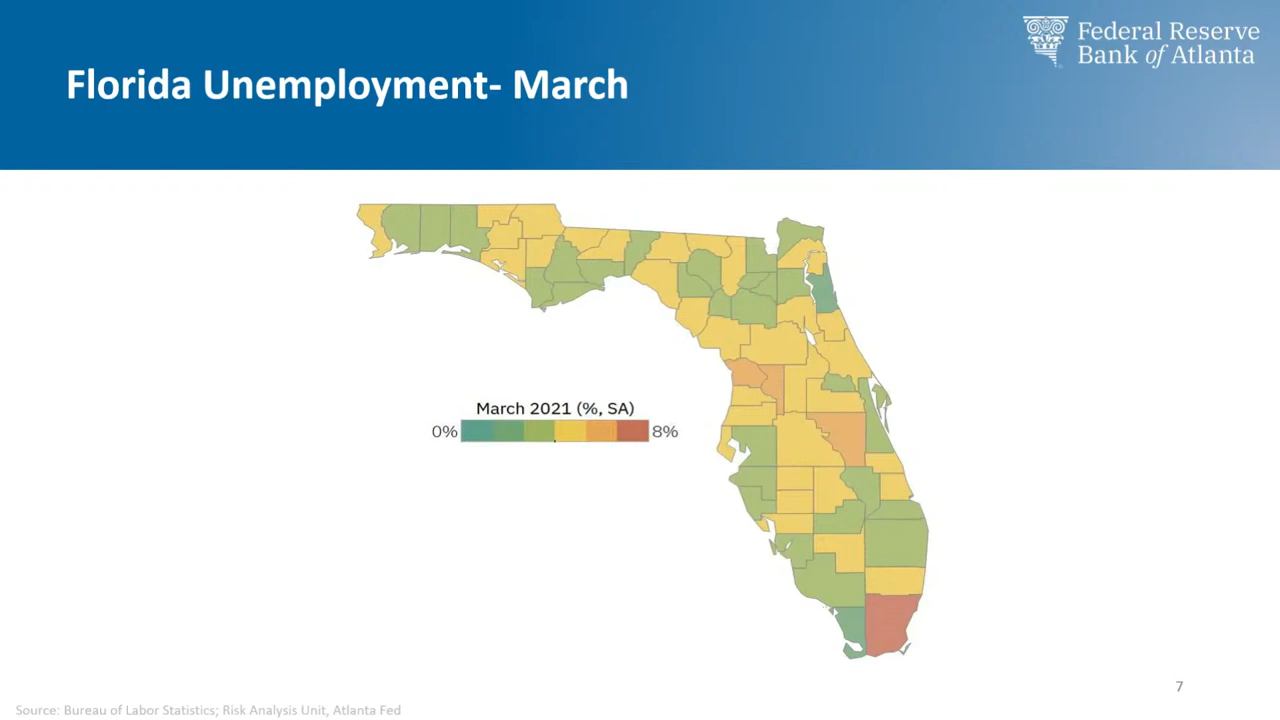 Federal Reserve
Bank of Atlanta
Florida Unemployment- March
March 2021 (%, SA)
0% 8%
7
Source: Bureau of Labor Statistics; Risk Analysis Unit, Atlanta Fed